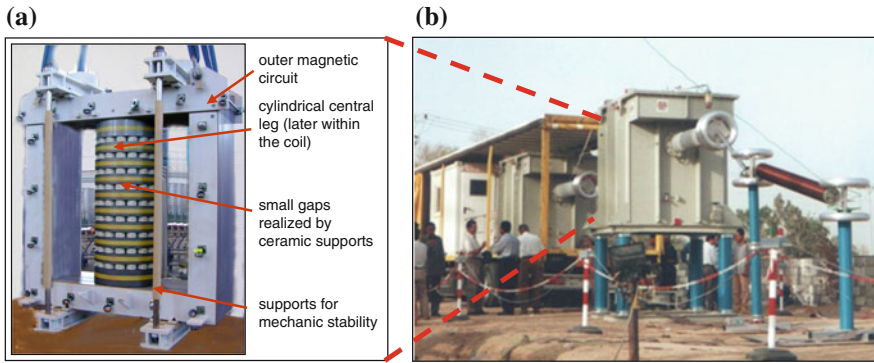 (a)
(b)
outer magnetic
circuit
cylindrical central
leg (later within
the coil)
small gaps
realized by
ceramic supports
supports for
mechanic stability